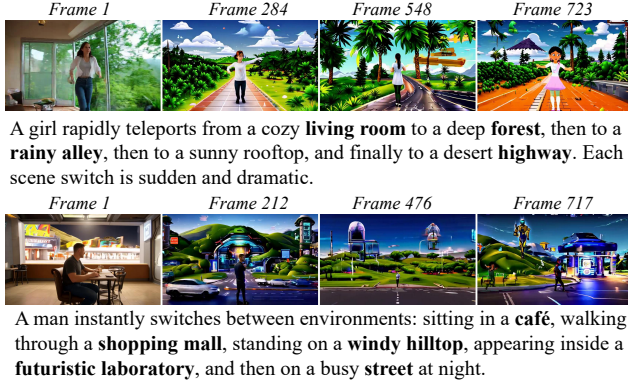 Frame 1 Frame 284 Frame 548 Frame 723
A girl rapidly teleports from a cozy living room to a deep forest, then to a
rainy alley, then to a sunny rooftop, and finally to a desert highway. Each
scene switch is sudden and dramatic.
Frame 1 Frame 212 Frame 476 Frame 717
A man instantly switches between environments: sitting in a café, walking
through a shopping mall, standing on a windy hilltop, appearing inside a
futuristic laboratory, and then on a busy street at night.